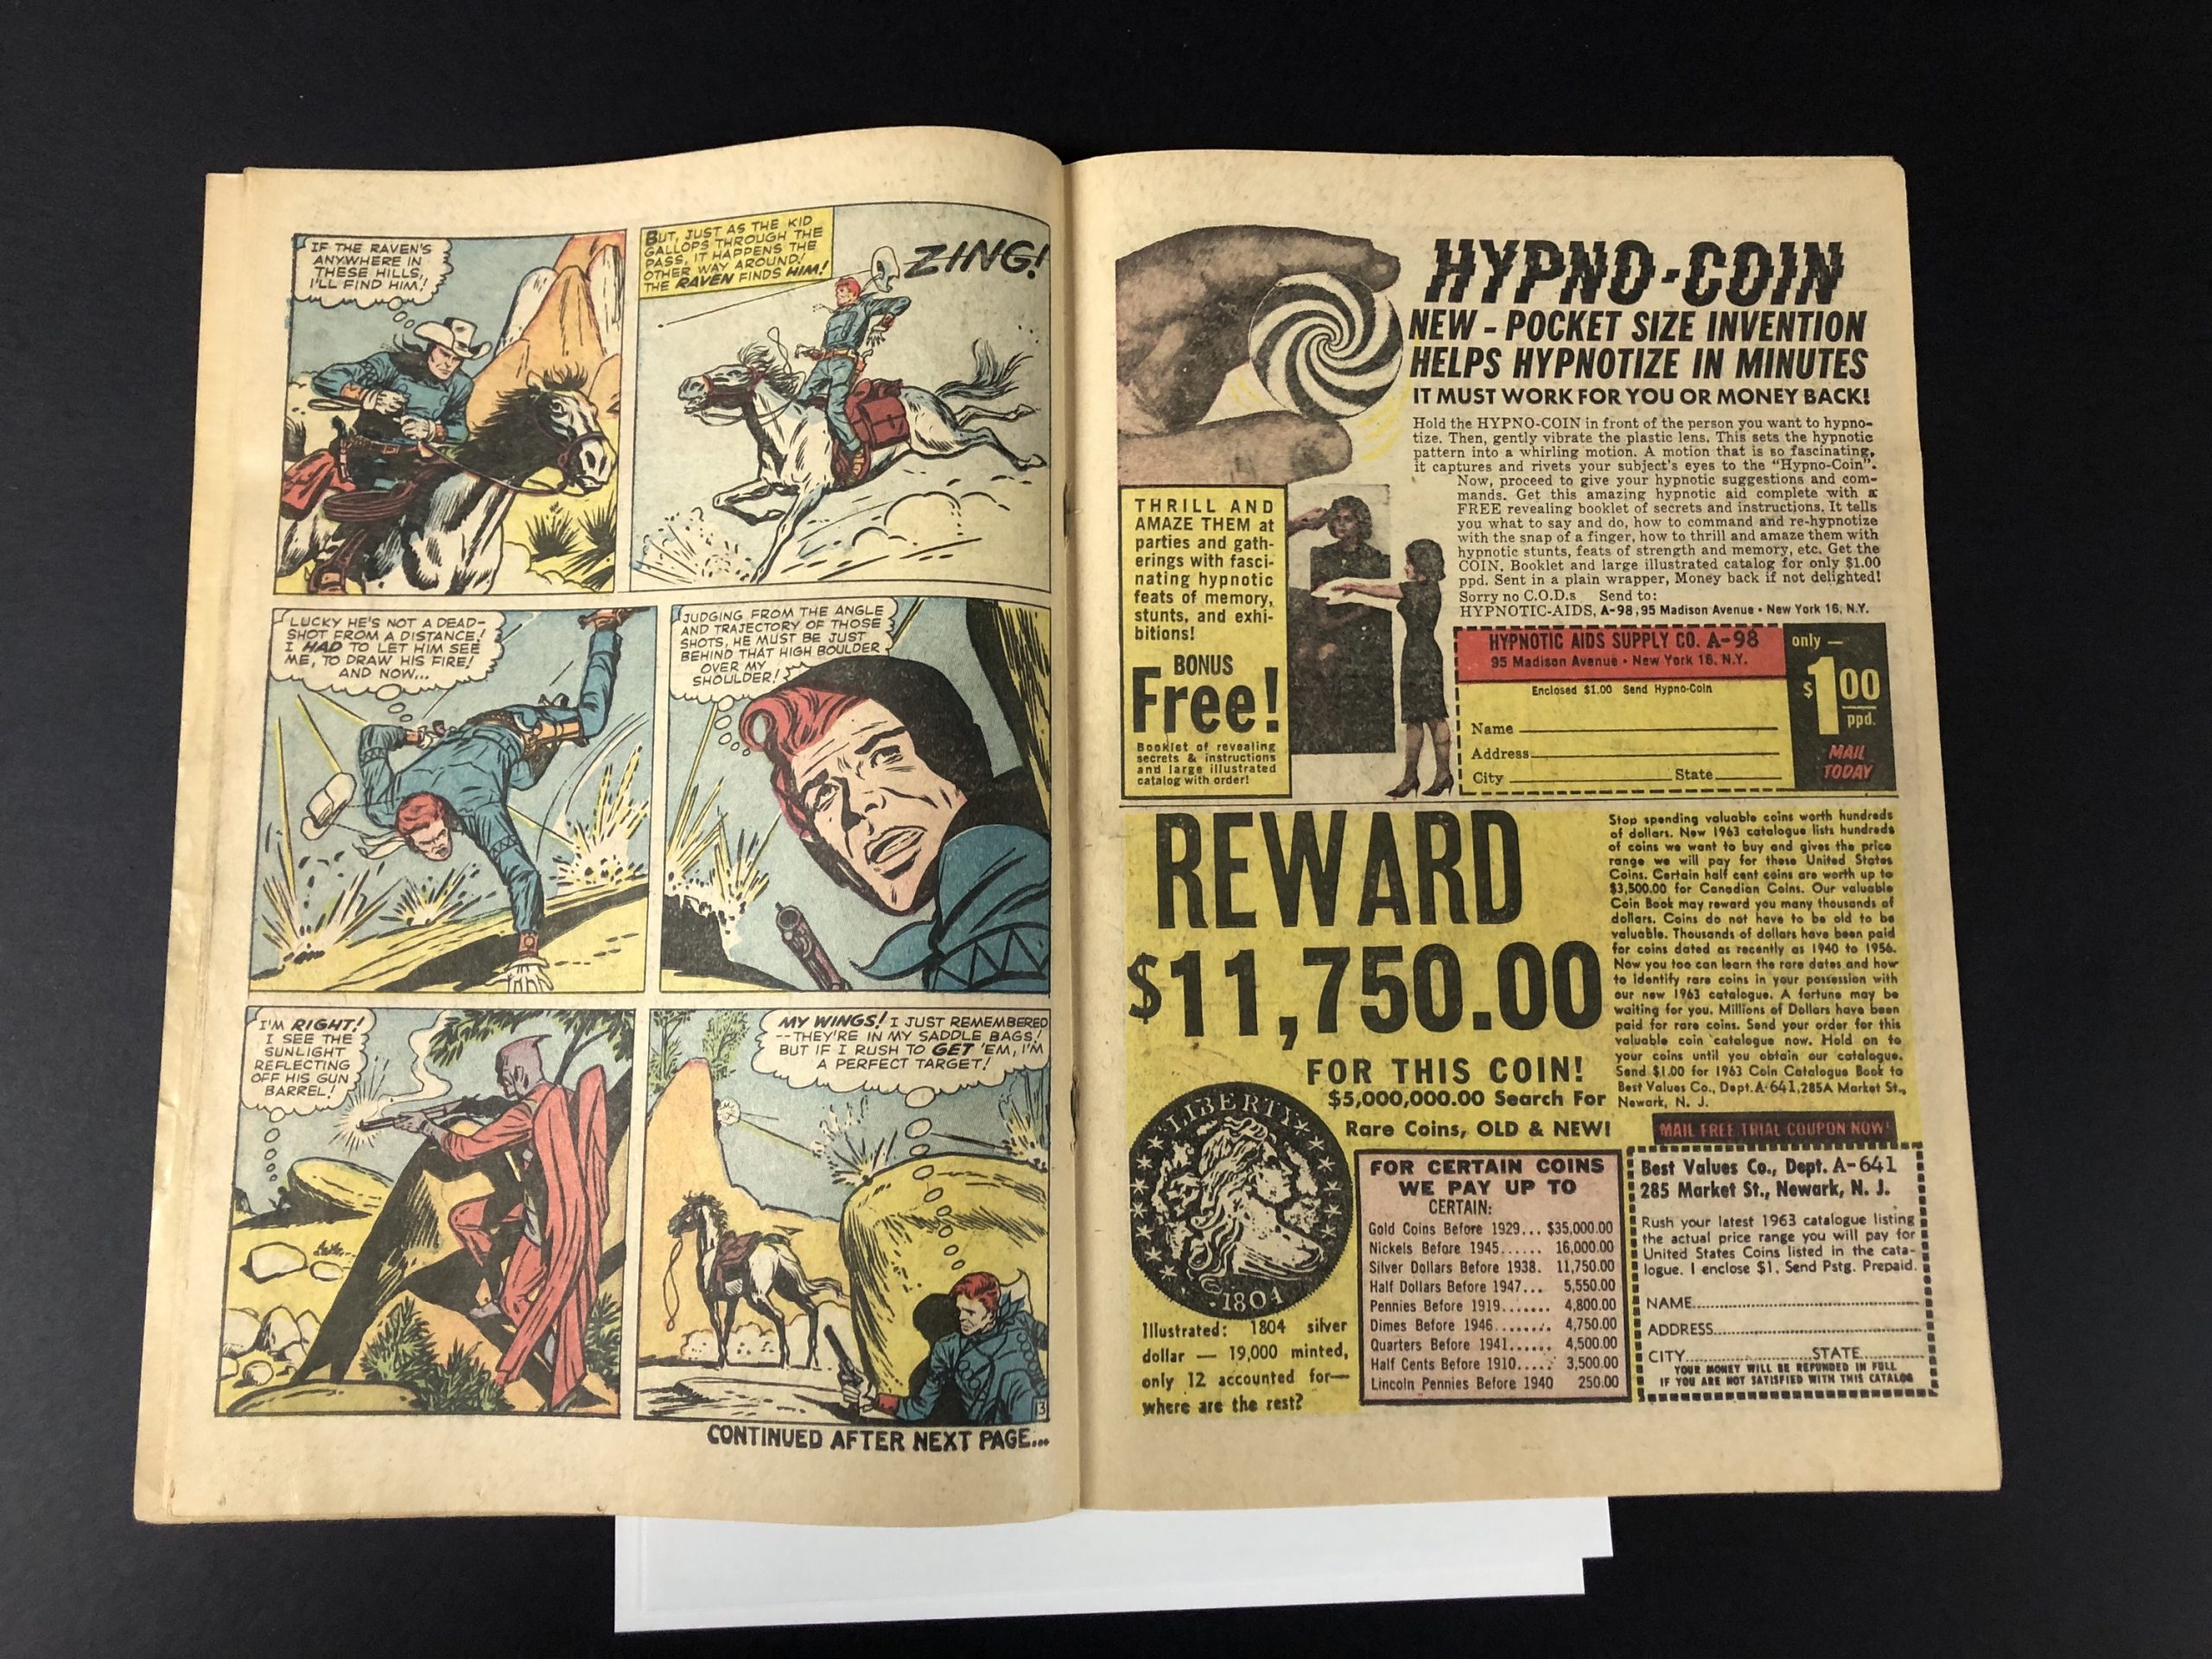 IF THE RAVEN'S
ANYWHERE IN
THESE HILLS,
I'LL FIND HIM!
BUT, JUST AS THE KID
GALLOPS THROUGH THE
PASS, IT HAPPENS THE
OTHER WAY AROUND!
THE RAVEN FINDS HIM!
ZING!
LUCKY HE'S NOT A DEAD-
SHOT FROM A DISTANCE!
I HAD TO LET HIM SEE
ME, TO DRAW HIS FIRE!
AND NOW...
JUDGING FROM THE ANGLE
AND TRAJECTORY OF THOSE
SHOTS, HE MUST BE JUST
BEHIND THAT HIGH BOULDER
OVER MY
SHOULDER!
I'M RIGHT!
I SEE THE
SUNLIGHT
REFLECTING
OFF HIS GUN
BARREL!
MY WINGS! I JUST REMEMBERED
--THEY'RE IN MY SADDLE BAGS!
BUT IF I RUSH TO GET 'EM, I'M
A PERFECT TARGET!
13
CONTINUED AFTER NEXT PAGE...
HYPNO-COIN
NEW - POCKET SIZE INVENTION
HELPS HYPNOTIZE IN MINUTES
IT MUST WORK FOR YOU OR MONEY BACK!
Hold the HYPNO-COIN in front of the person you want to hypno-
tize. Then, gently vibrate the plastic lens. This sets the hypnotic
pattern into a whirling motion. A motion that is so fascinating,
it captures and rivets your subject's eyes to the "Hypno-Coin".
Now, proceed to give your hypnotic suggestions and com-
mands. Get this amazing hypnotic aid complete with a
FREE revealing booklet of secrets and instructions. It tells
you what to say and do, how to command and re-hypnotize
with the snap of a finger, how to thrill and amaze them with
hypnotic stunts, feats of strength and memory, etc. Get the
COIN, Booklet and large illustrated catalog for only $1.00
ppd. Sent in a plain wrapper, Money back if not delighted!
Sorry no C.O.D.s Send to:
HYPNOTIC-AIDS, A-98, 95 Madison Avenue • New York 16, N.Y.
THRILL AND
AMAZE THEM at
parties and gath-
erings with fasci-
nating hypnotic
feats of memory,
stunts, and exhi-
bitions!
BONUS
Free!
Booklet of revealing
secrets & instructions
and large illustrated
catalog with order!
HYPNOTIC AIDS SUPPLY CO. A-98
95 Madison Avenue • New York 16, N.Y.
Enclosed $1.00 Send Hypno-Coin
Name
Address
City State
only —
$1.00
ppd.
MAIL
TODAY
REWARD
$11,750.00
FOR THIS COIN!
$5,000,000.00 Search For
Rare Coins, OLD & NEW!
Stop spending valuable coins worth hundreds
of dollars. New 1963 catalogue lists hundreds
of coins we want to buy and gives the price
range we will pay for these United States
Coins. Certain half cent coins are worth up to
$3,500.00 for Canadian Coins. Our valuable
Coin Book may reward you many thousands of
dollars. Coins do not have to be old to be
valuable. Thousands of dollars have been paid
for coins dated as recently as 1940 to 1956.
Now you too can learn the rare dates and how
to identify rare coins in your possession with
our new 1963 catalogue. A fortune may be
waiting for you. Millions of Dollars have been
paid for rare coins. Send your order for this
valuable coin catalogue now. Hold on to
your coins until you obtain our catalogue.
Send $1.00 for 1963 Coin Catalogue Book to
Best Values Co., Dept. A-641, 285A Market St.,
Newark, N. J.
LIBERTY
1804
Illustrated: 1804 silver
dollar — 19,000 minted,
only 12 accounted for—
where are the rest?
FOR CERTAIN COINS
WE PAY UP TO
CERTAIN:
Gold Coins Before 1929... $35,000.00
Nickels Before 1945...... 16,000.00
Silver Dollars Before 1938. 11,750.00
Half Dollars Before 1947... 5,550.00
Pennies Before 1919....... 4,800.00
Dimes Before 1946........ 4,750.00
Quarters Before 1941...... 4,500.00
Half Cents Before 1910..... 3,500.00
Lincoln Pennies Before 1940 250.00
MAIL FREE TRIAL COUPON NOW!
Best Values Co., Dept. A-641
285 Market St., Newark, N. J.
Rush your latest 1963 catalogue listing
the actual price range you will pay for
United States Coins listed in the cata-
logue. I enclose $1. Send Pstg. Prepaid.
NAME
ADDRESS
CITY STATE
YOUR MONEY WILL BE REFUNDED IN FULL
IF YOU ARE NOT SATISFIED WITH THIS CATALOG